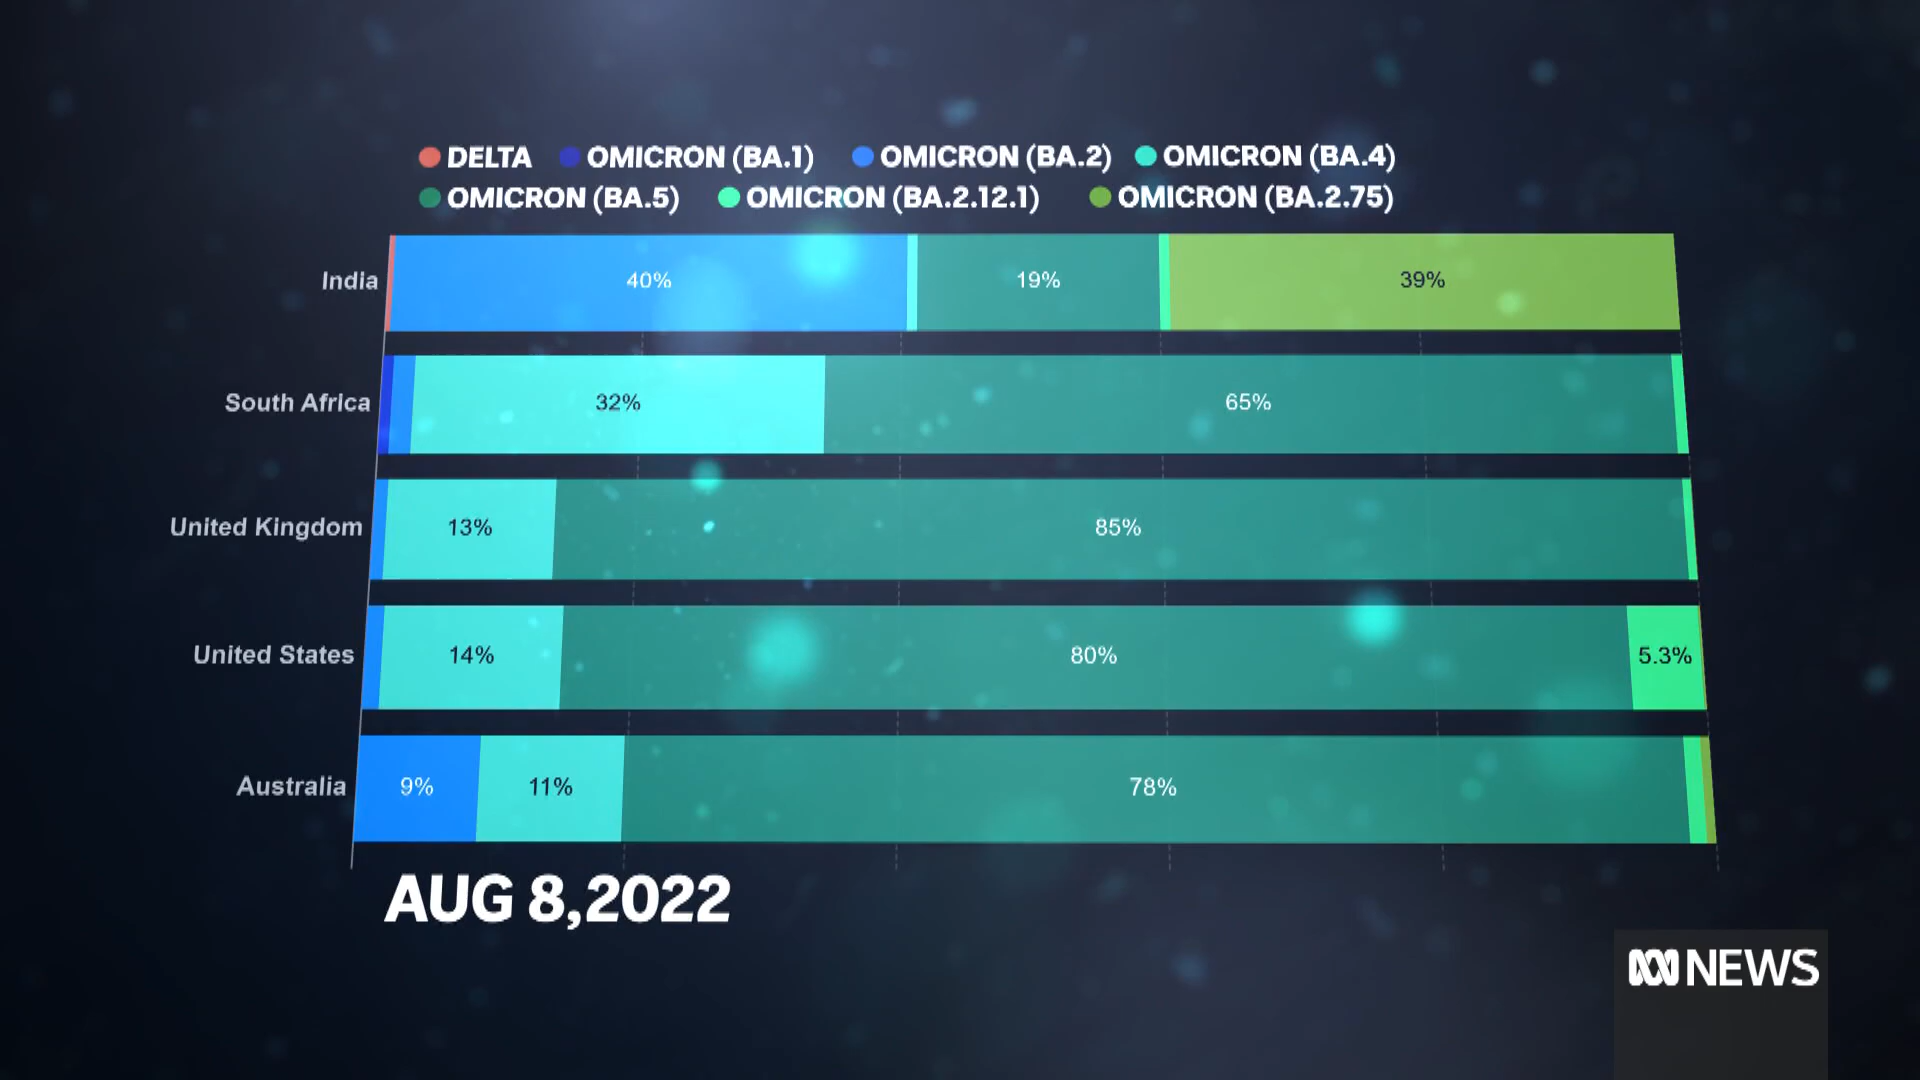 DELTA OMICRON (BA.1) OMICRON (BA.2) OMICRON (BA.4)
OMICRON (BA.5) OMICRON (BA.2.12.1) OMICRON (BA.2.75)
India 40% 19% 39%
South Africa 32% 65%
United Kingdom 13% 85%
United States 14% 80% 5.3%
Australia 9% 11% 78%
AUG 8,2022
NEWS